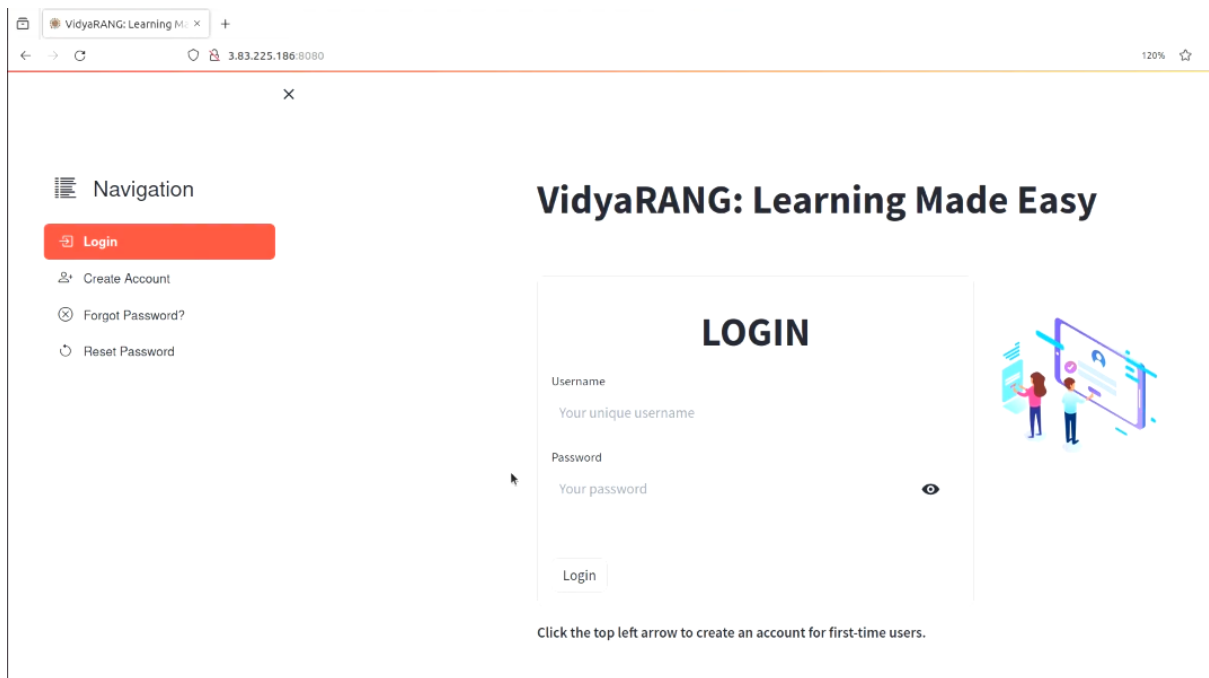 VidyaRANG: Learning Ma
3.83.225.186:8080
120%
Navigation
Login
Create Account
Forgot Password?
Reset Password
VidyaRANG: Learning Made Easy
LOGIN
Username
Your unique username
Password
Your password
Login
Click the top left arrow to create an account for first-time users.